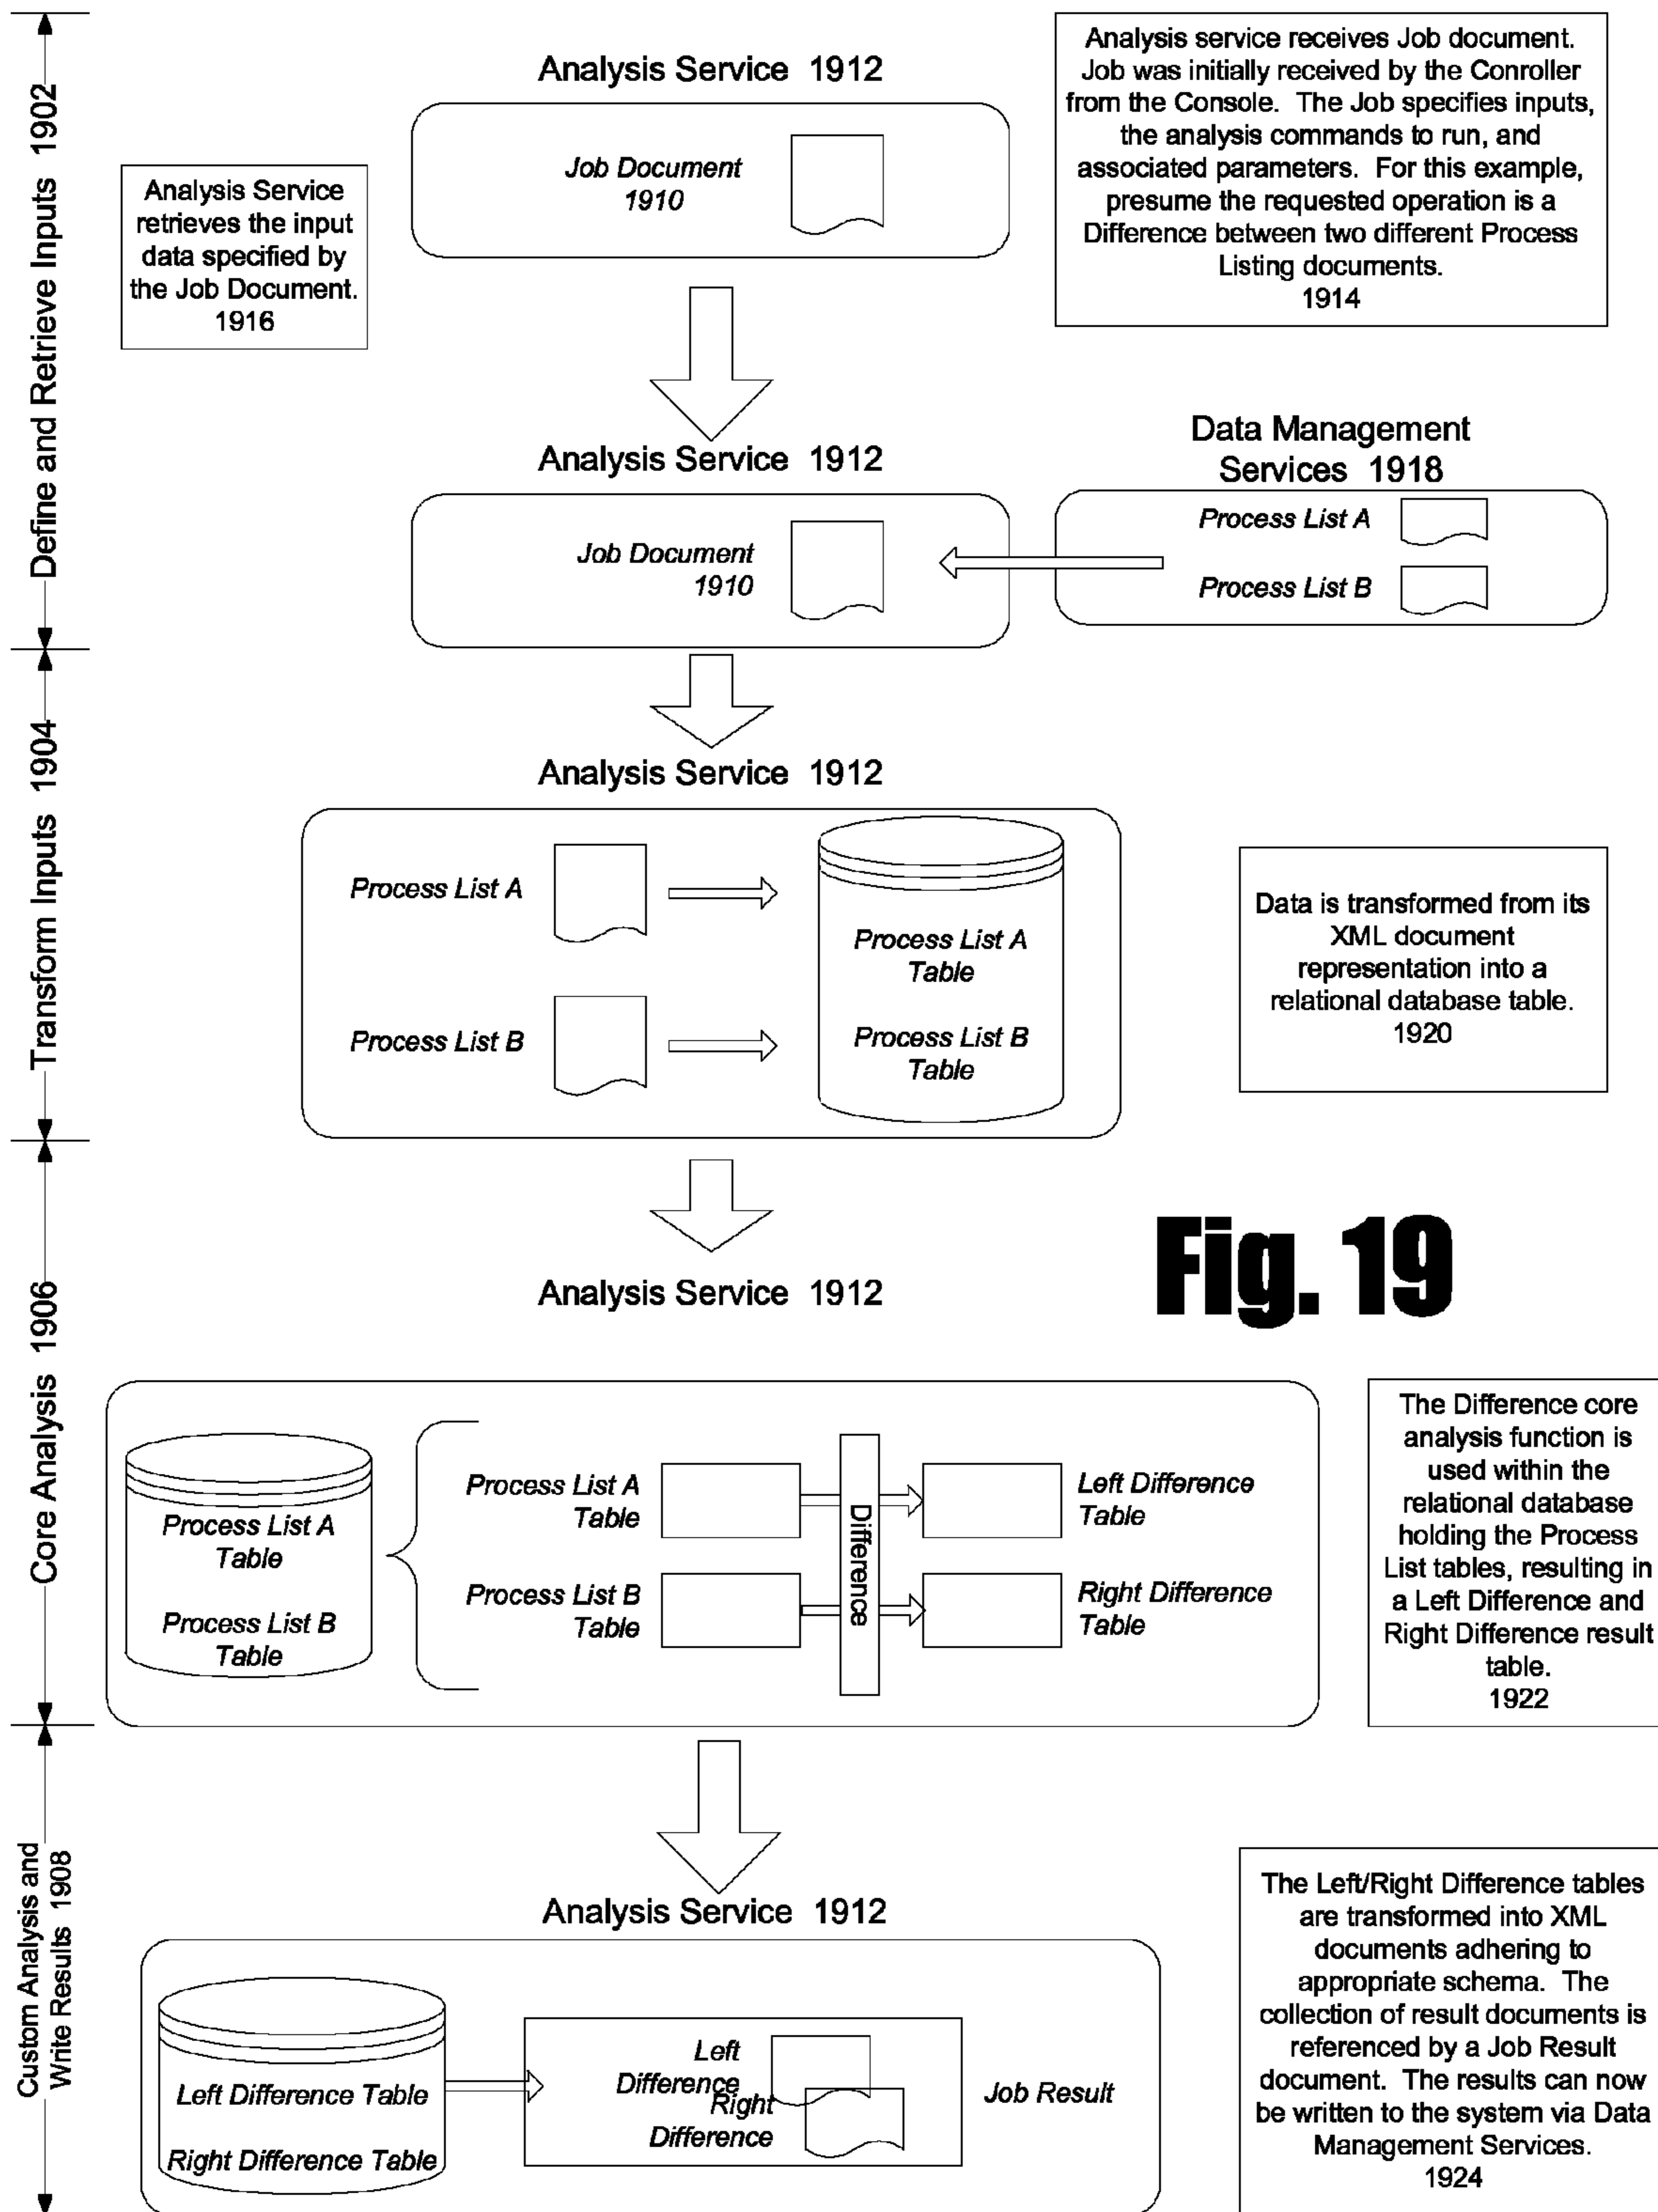 Define and Retrieve Inputs 1902
Analysis Service 1912
Job Document
1910
Analysis service receives Job document.
Job was initially received by the Conroller
from the Console. The Job specifies inputs,
the analysis commands to run, and
associated parameters. For this example,
presume the requested operation is a
Difference between two different Process
Listing documents.
1914
Analysis Service
retrieves the input
data specified by
the Job Document.
1916
Analysis Service 1912
Job Document
1910
Data Management
Services 1918
Process List A
Process List B
Transform Inputs 1904
Analysis Service 1912
Process List A
Process List B
Process List A
Table
Process List B
Table
Data is transformed from its
XML document
representation into a
relational database table.
1920
Core Analysis 1906
Analysis Service 1912
Fig. 19
Process List A
Table
Process List B
Table
Process List A
Table
Process List B
Table
Difference
Left Difference
Table
Right Difference
Table
The Difference core
analysis function is
used within the
relational database
holding the Process
List tables, resulting in
a Left Difference and
Right Difference result
table.
1922
Custom Analysis and
Write Results 1908
Analysis Service 1912
Left Difference Table
Right Difference Table
Left
Difference
Right
Difference
Job Result
The Left/Right Difference tables
are transformed into XML
documents adhering to
appropriate schema. The
collection of result documents is
referenced by a Job Result
document. The results can now
be written to the system via Data
Management Services.
1924